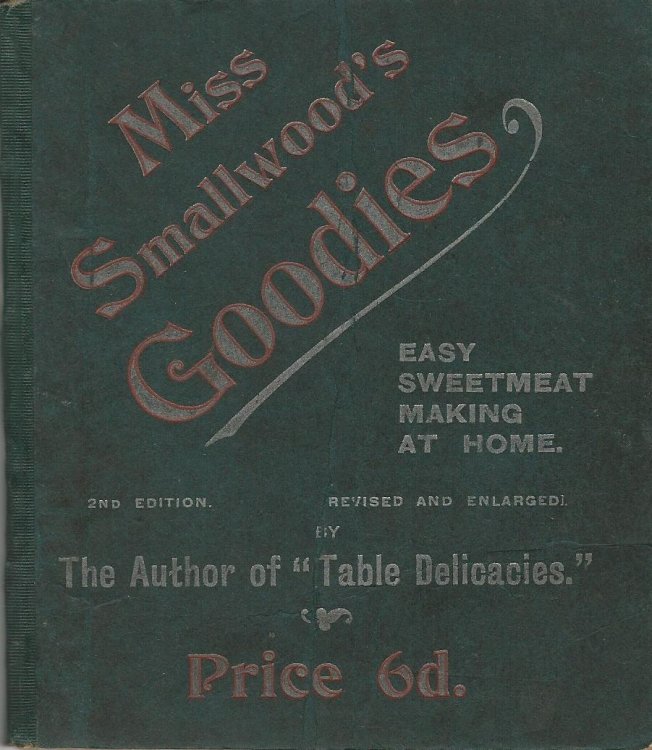 Miss
Smallwood's
Goodies
EASY
SWEETMEAT
MAKING
AT HOME.
2ND EDITION. REVISED AND ENLARGED.
BY
The Author of "Table Delicacies."
Price 6d.